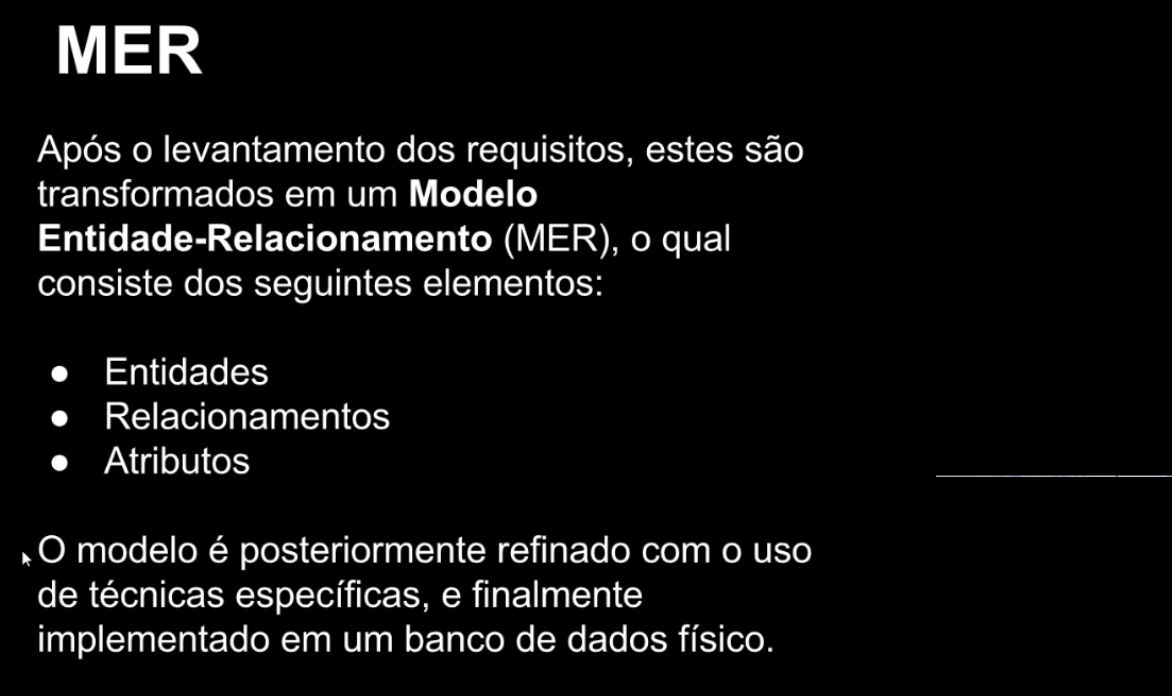 MER
Após o levantamento dos requisitos, estes são
transformados em um Modelo
Entidade-Relacionamento (MER), o qual
consiste dos seguintes elementos:
● Entidades
● Relacionamentos
● Atributos
O modelo é posteriormente refinado com o uso
de técnicas específicas, e finalmente
implementado em um banco de dados físico.